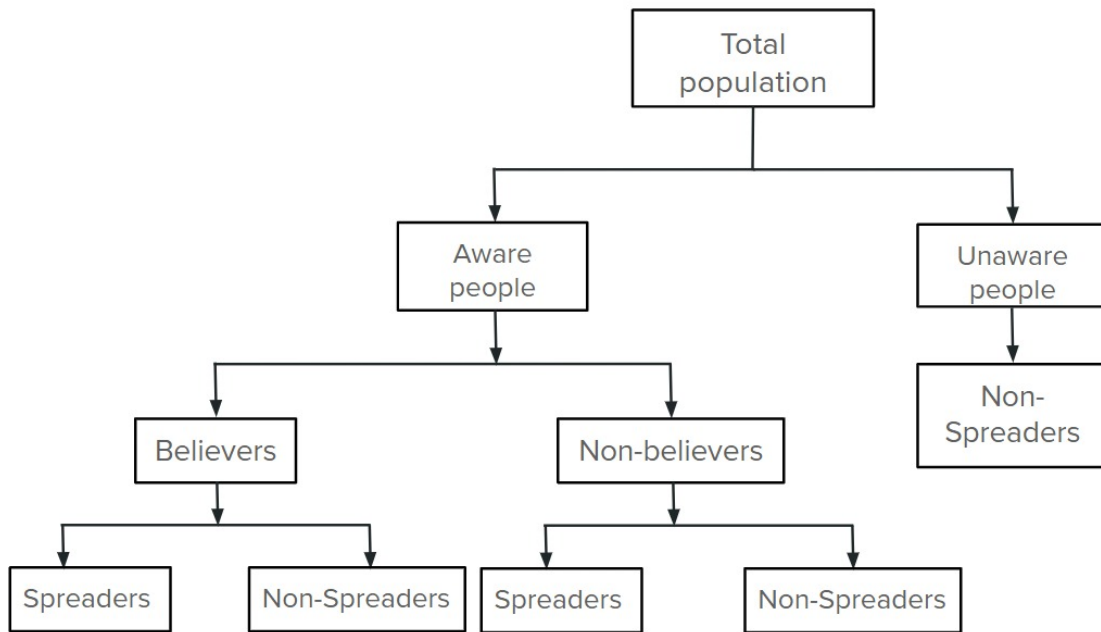 Total
population
Aware
people
Unaware
people
Non-
Spreaders
Believers
Non-believers
Spreaders
Non-Spreaders
Spreaders
Non-Spreaders